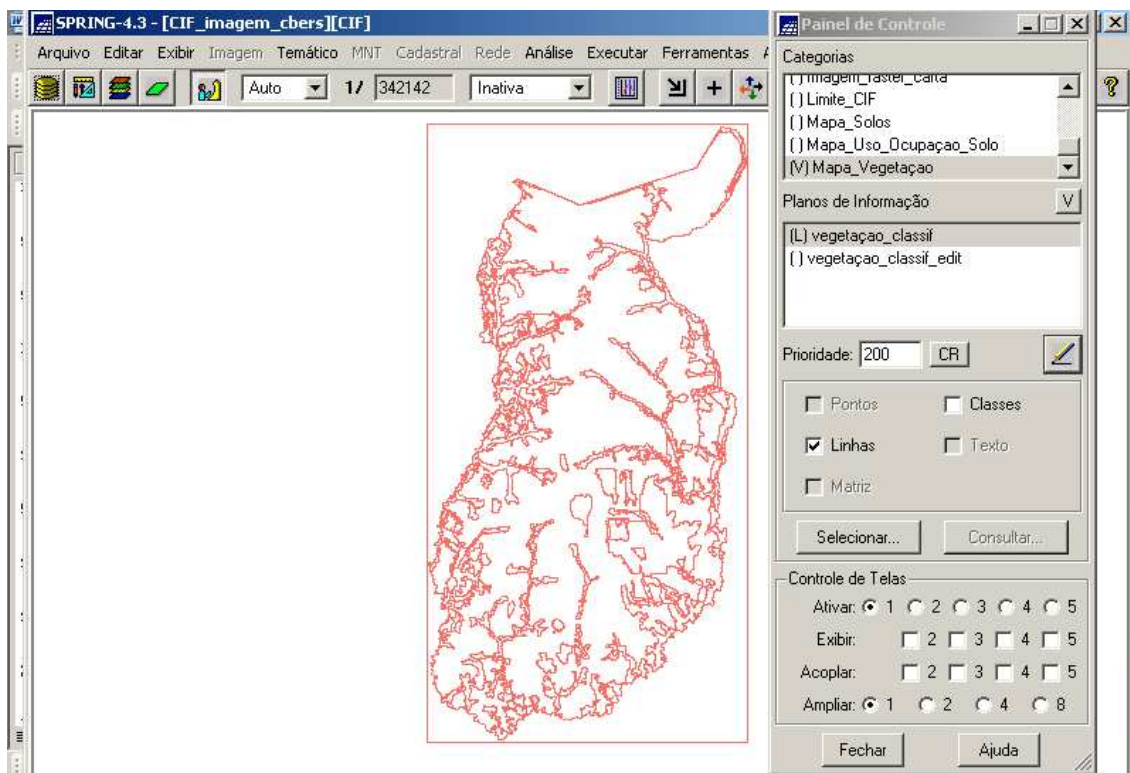 SPRING-4.3 - [CIF_imagem_cbers][CIF]
Arquivo Editar Exibir Imagem Temático MNT Cadastral Rede Análise Executar Ferramentas
Auto 1/ 342142 Inativa
Painel de Controle
Categorias
( ) Imagem_raster_carta
( ) Limite_CIF
( ) Mapa_Solos
( ) Mapa_Uso_Ocupaçao_Solo
(V) Mapa_Vegetaçao
Planos de Informação V
(L) vegetaçao_classif
( ) vegetaçao_classif_edit
Prioridade: 200 CR
Pontos Classes
Linhas Texto
Matriz
Selecionar... Consultar...
Controle de Telas
Ativar: 1 2 3 4 5
Exibir: 2 3 4 5
Acoplar: 2 3 4 5
Ampliar: 1 2 4 8
Fechar Ajuda